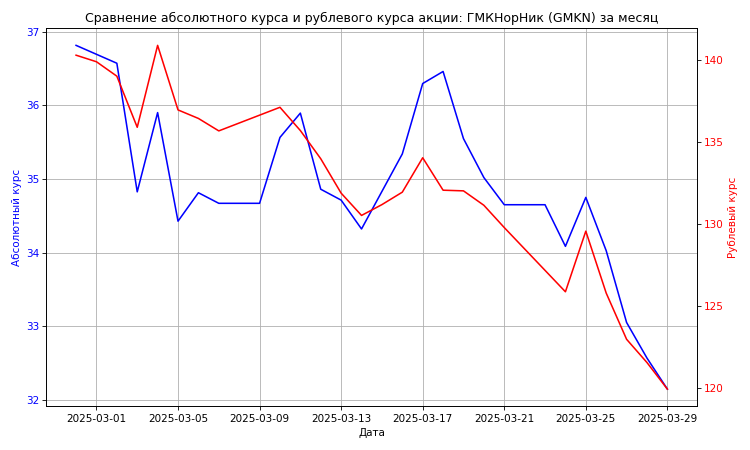 Сравнение абсолютного курса и рублевого курса акции: ГМКНорНик (GMKN) за месяц
37
36
35
34
33
32
Абсолютный курс
140
135
130
125
120
Рублевый курс
2025-03-01 2025-03-05 2025-03-09 2025-03-13 2025-03-17 2025-03-21 2025-03-25 2025-03-29
Дата